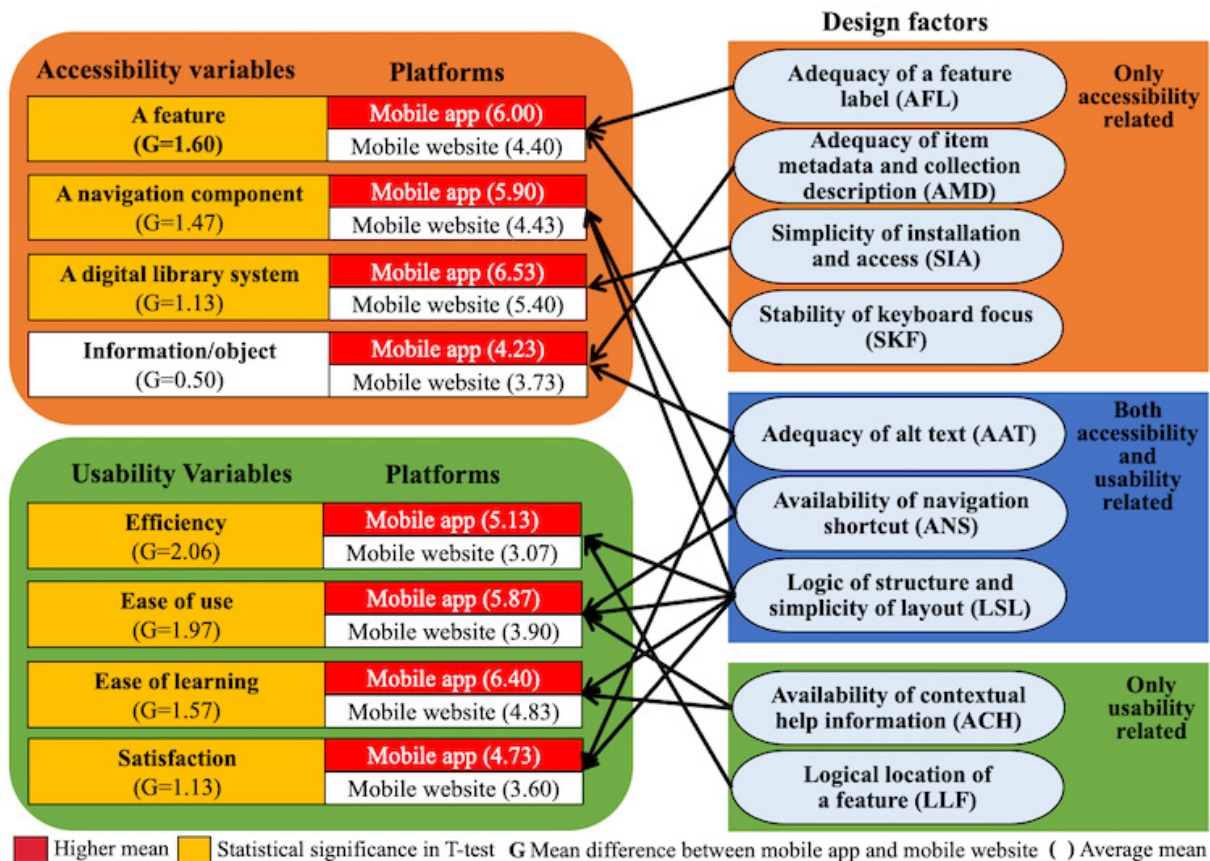 Design factors
Accessibility variables
Platforms
A feature
(G=1.60)
Mobile app (6.00)
Mobile website (4.40)
A navigation component
(G=1.47)
Mobile app (5.90)
Mobile website (4.43)
A digital library system
(G=1.13)
Mobile app (6.53)
Mobile website (5.40)
Information/object
(G=0.50)
Mobile app (4.23)
Mobile website (3.73)
Usability Variables
Platforms
Efficiency
(G=2.06)
Mobile app (5.13)
Mobile website (3.07)
Ease of use
(G=1.97)
Mobile app (5.87)
Mobile website (3.90)
Ease of learning
(G=1.57)
Mobile app (6.40)
Mobile website (4.83)
Satisfaction
(G=1.13)
Mobile app (4.73)
Mobile website (3.60)
Adequacy of a feature
label (AFL)
Adequacy of item
metadata and collection
description (AMD)
Simplicity of installation
and access (SIA)
Stability of keyboard focus
(SKF)
Only
accessibility
related
Adequacy of alt text (AAT)
Availability of navigation
shortcut (ANS)
Logic of structure and
simplicity of layout (LSL)
Both
accessibility
and
usability
related
Availability of contextual
help information (ACH)
Logical location of
a feature (LLF)
Only
usability
related
Higher mean
Statistical significance in T-test
G Mean difference between mobile app and mobile website
( ) Average mean